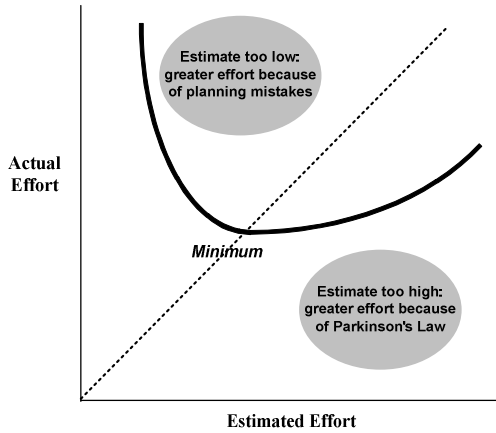 Estimate too low:
greater effort because
of planning mistakes
Actual
Effort
Minimum
Estimate too high:
greater effort because
of Parkinson's Law
Estimated Effort